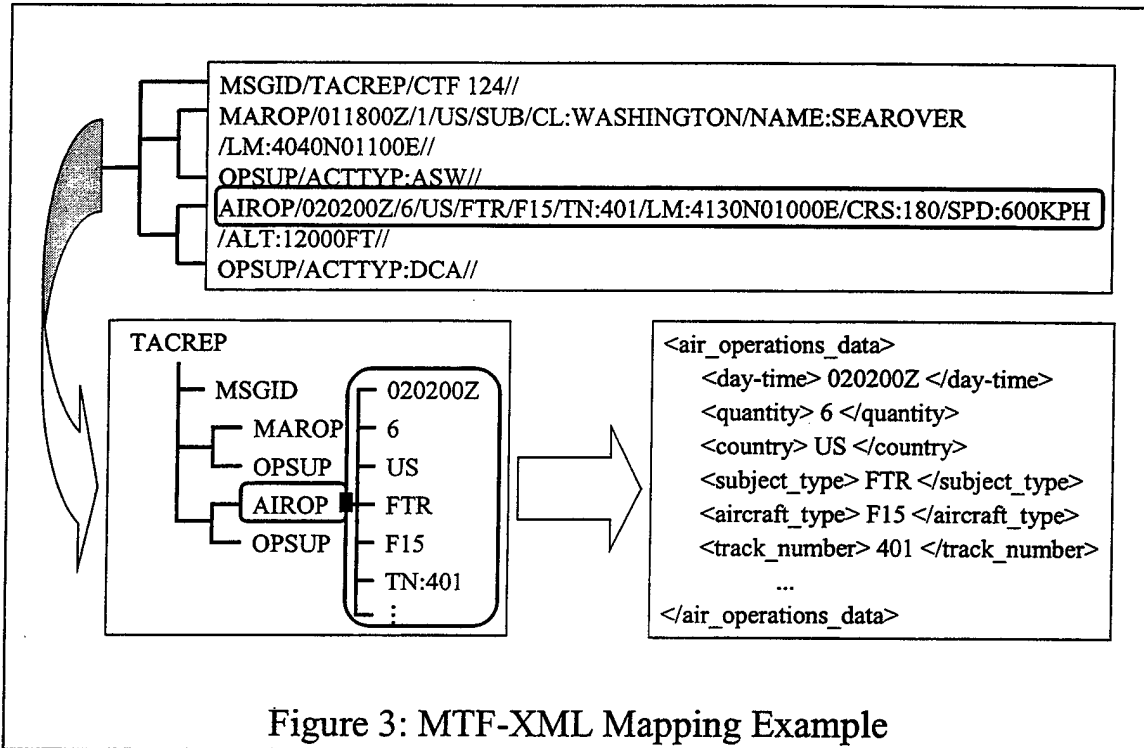 MSGID/TACREP/CTF 124//
MAROP/011800Z/1/US/SUB/CL:WASHINGTON/NAME:SEAROVER
/LM:4040N01100E//
OPSUP/ACTTYP:ASW//
AIROP/020200Z/6/US/FTR/F15/TN:401/LM:4130N01000E/CRS:180/SPD:600KPH
/ALT:12000FT//
OPSUP/ACTTYP:DCA//
TACREP
MSGID
MAROP
OPSUP
AIROP
OPSUP
020200Z
6
US
FTR
F15
TN:401
⋮
<air_operations_data>
<day-time> 020200Z </day-time>
<quantity> 6 </quantity>
<country> US </country>
<subject_type> FTR </subject_type>
<aircraft_type> F15 </aircraft_type>
<track_number> 401 </track_number>
...
</air_operations_data>
Figure 3: MTF-XML Mapping Example